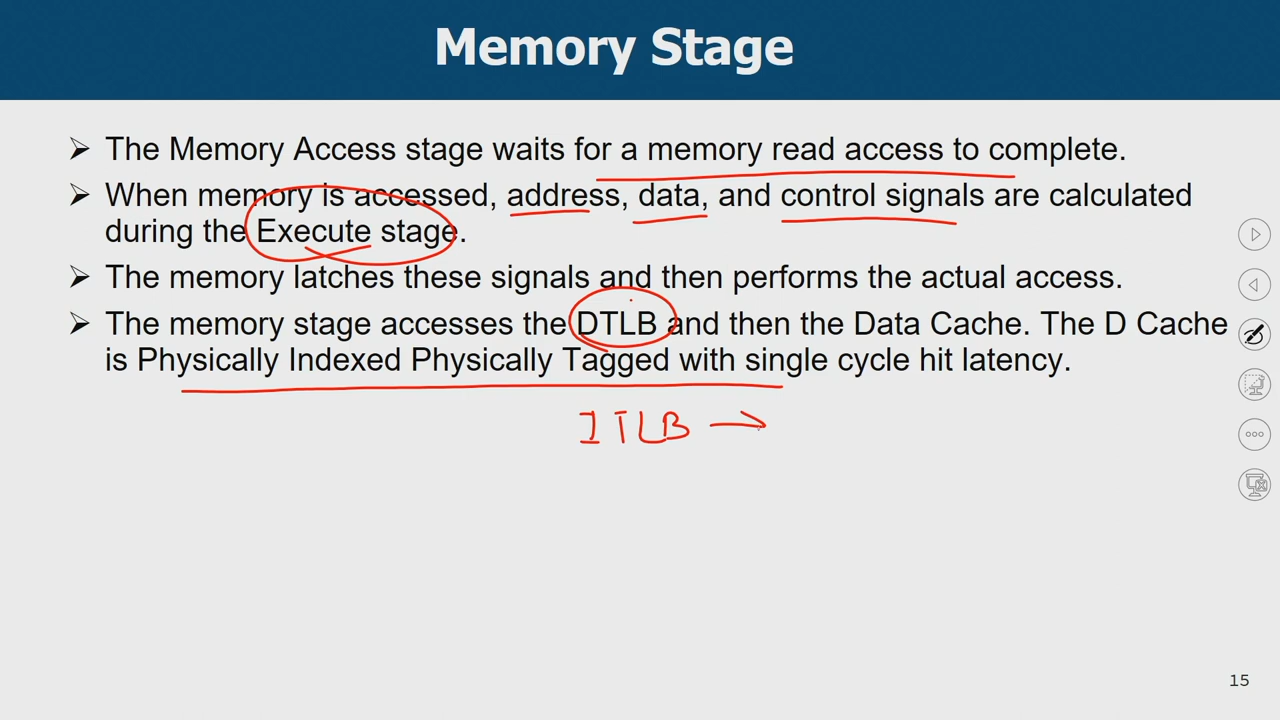 Memory Stage
➢ The Memory Access stage waits for a memory read access to complete.
➢ When memory is accessed, address, data, and control signals are calculated
during the Execute stage.
➢ The memory latches these signals and then performs the actual access.
➢ The memory stage accesses the DTLB and then the Data Cache. The D Cache
is Physically Indexed Physically Tagged with single cycle hit latency.
ITLB →
15